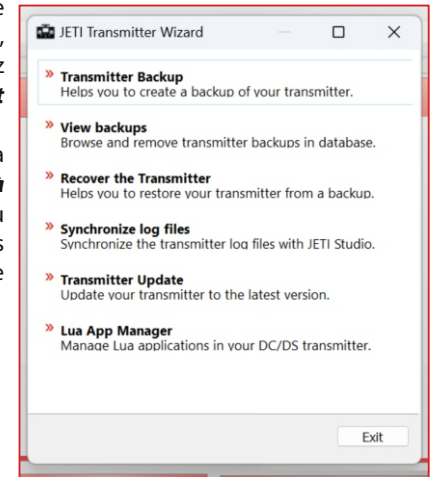 JETI Transmitter Wizard
Transmitter Backup
Helps you to create a backup of your transmitter.
View backups
Browse and remove transmitter backups in database.
Recover the Transmitter
Helps you to restore your transmitter from a backup.
Synchronize log files
Synchronize the transmitter log files with JETI Studio.
Transmitter Update
Update your transmitter to the latest version.
Lua App Manager
Manage Lua applications in your DC/DS transmitter.
Exit